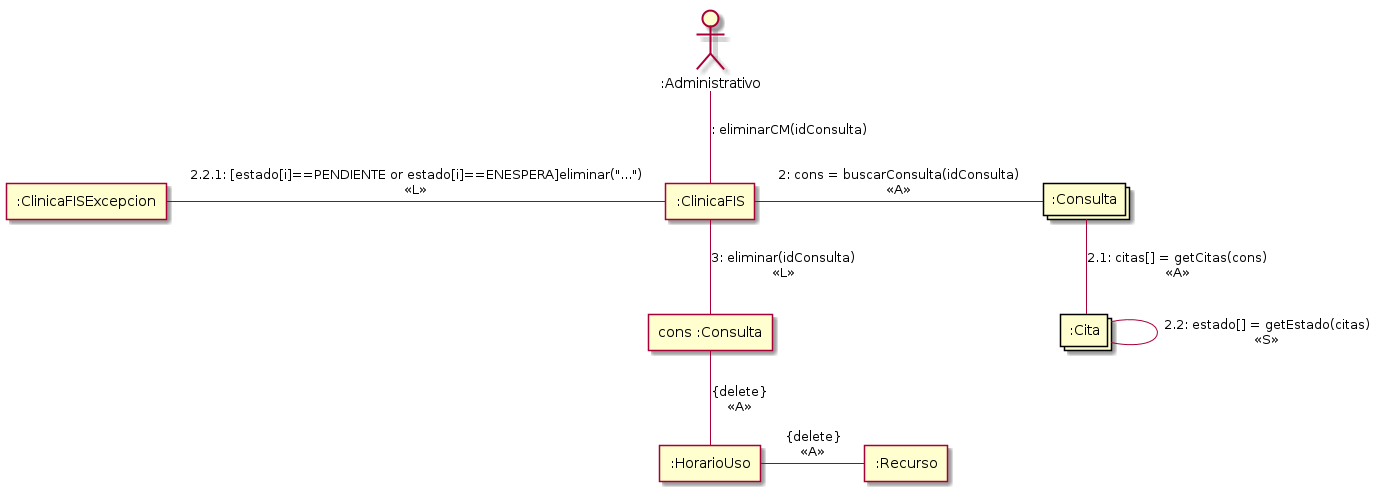 :Administrativo
: eliminarCM(idConsulta)
2.2.1: [estado[i]==PENDIENTE or estado[i]==ENESPERA]eliminar("...")
«L»
2: cons = buscarConsulta(idConsulta)
«A»
:ClinicaFISExcepcion
:ClinicaFIS
:Consulta
3: eliminar(idConsulta)
«L»
2.1: citas[] = getCitas(cons)
«A»
cons :Consulta
:Cita
2.2: estado[] = getEstado(citas)
«S»
{delete}
«A»
{delete}
«A»
:HorarioUso
:Recurso